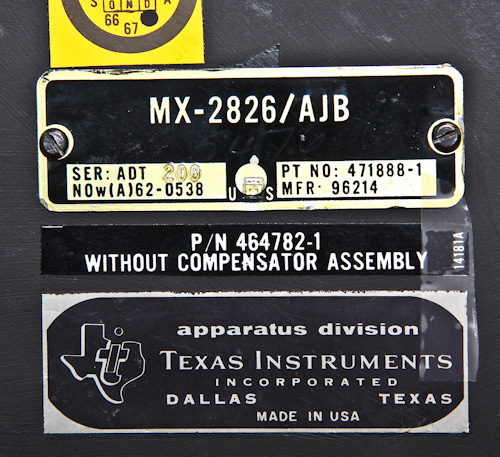 S O N D A
66
67
MX-2826/AJB
SER: ADT 200
NOw(A)62-0538
U S
PT NO: 471888-1
MFR· 96214
P/N 464782-1
WITHOUT COMPENSATOR ASSEMBLY
14181A
apparatus division
TEXAS INSTRUMENTS
INCORPORATED
DALLAS TEXAS
MADE IN USA